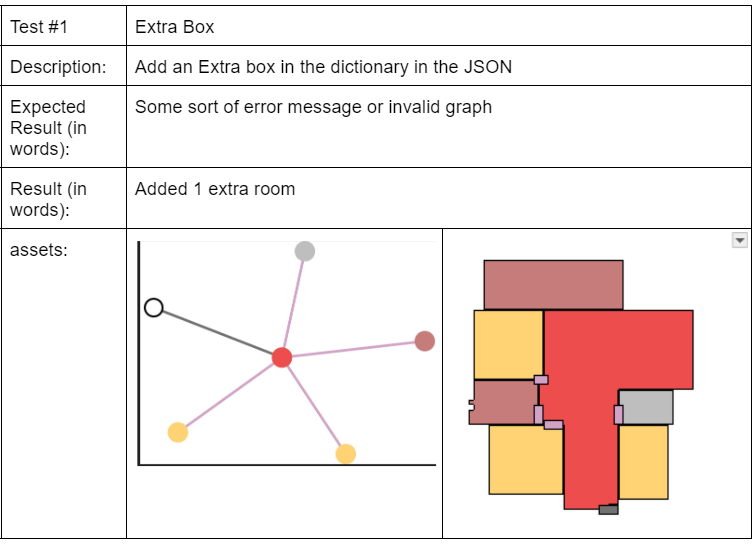 Test #1
Extra Box
Description:
Add an Extra box in the dictionary in the JSON
Expected
Result (in
words):
Some sort of error message or invalid graph
Result (in
words):
Added 1 extra room
assets: